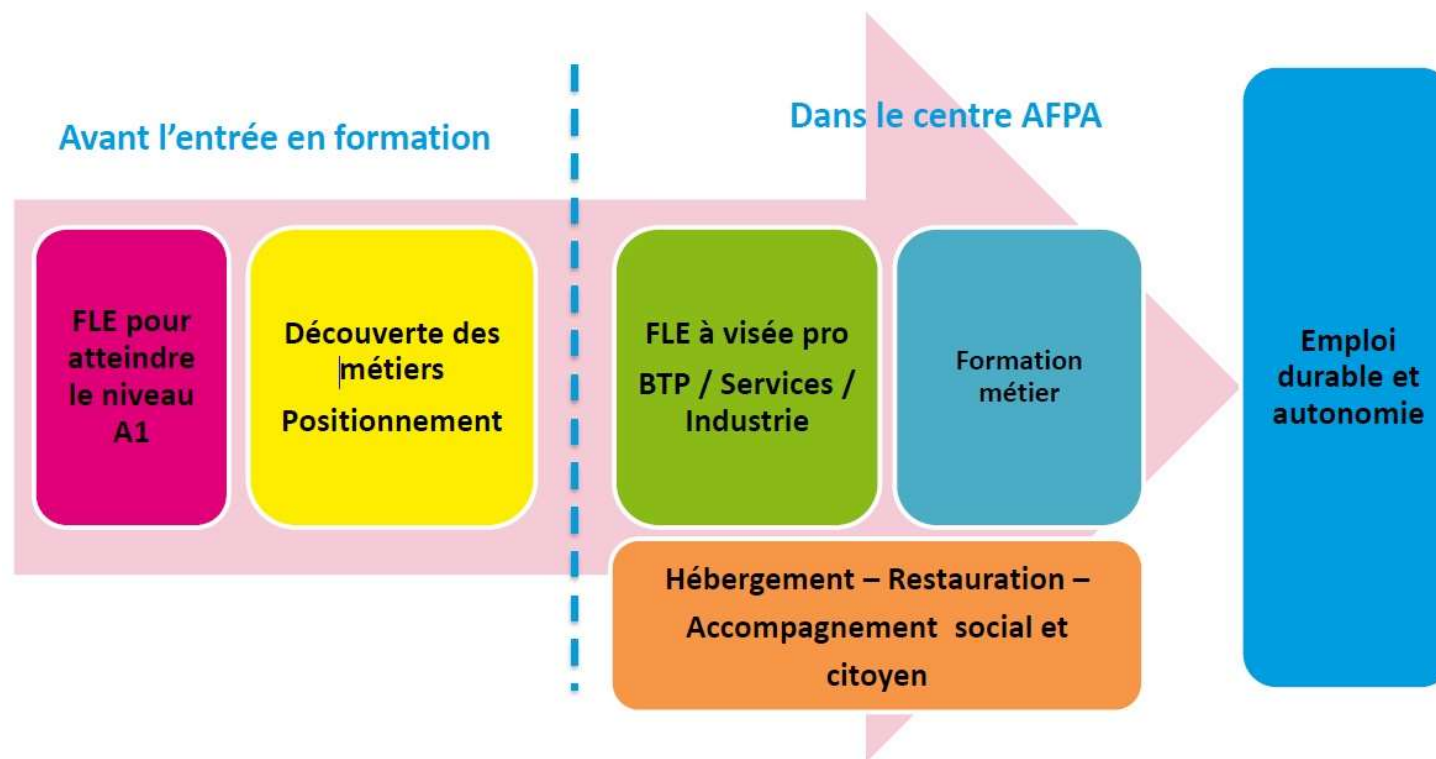 Avant l’entrée en formation
Dans le centre AFPA
FLE pour
atteindre
le niveau
A1
Découverte des
métiers
Positionnement
FLE à visée pro
BTP / Services /
Industrie
Formation
métier
Hébergement – Restauration –
Accompagnement social et
citoyen
Emploi
durable et
autonomie